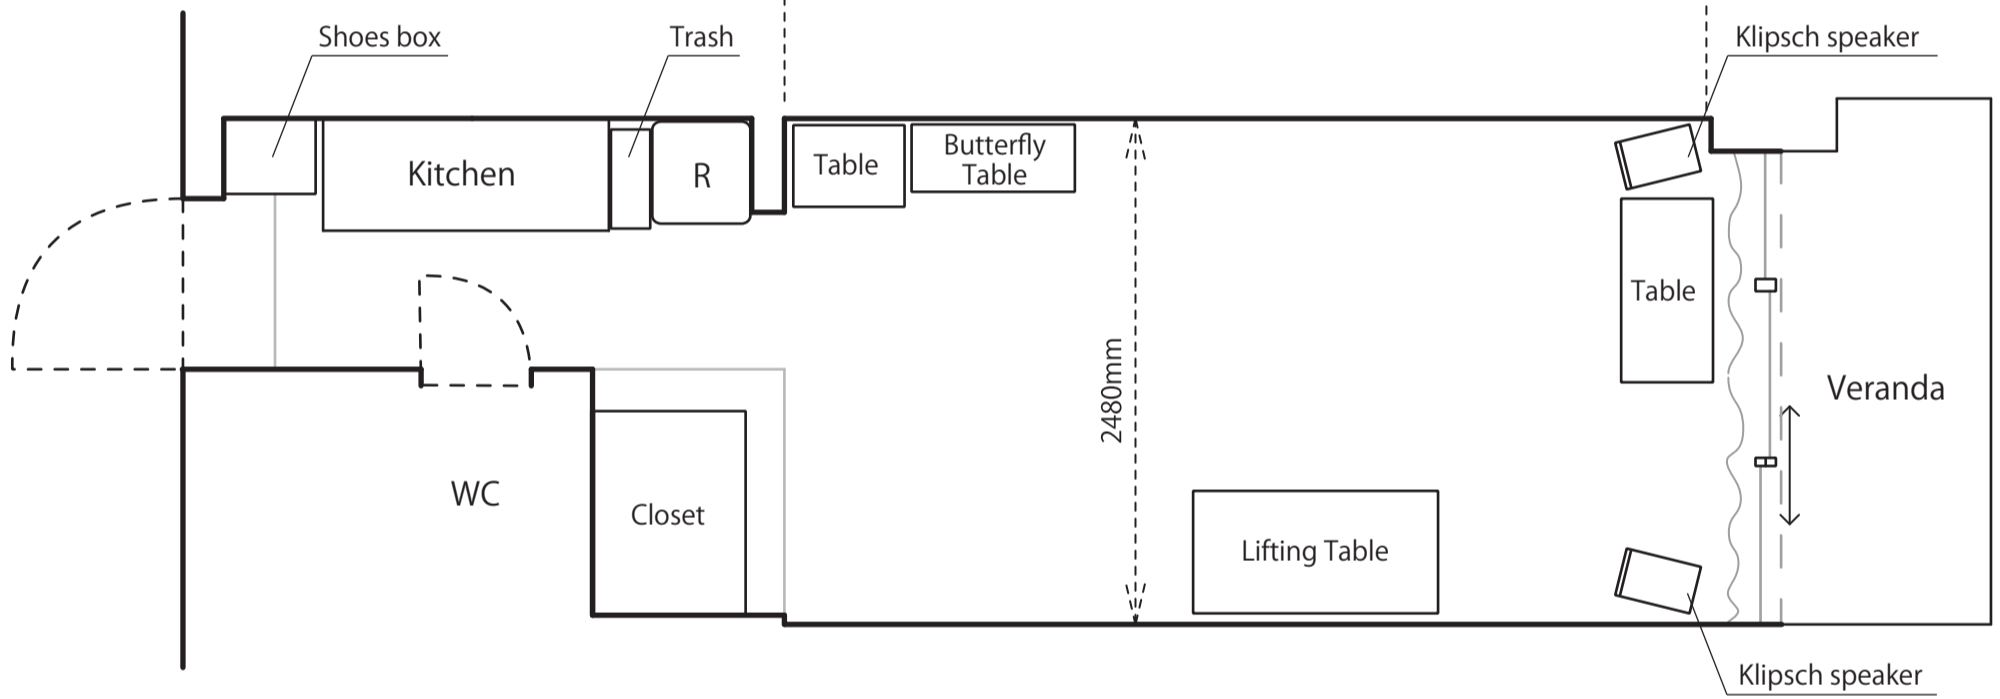 Shoes box
Trash
Klipsch speaker
Kitchen
R
Table
Butterfly
Table
Table
2480mm
Veranda
WC
Closet
Lifting Table
Klipsch speaker